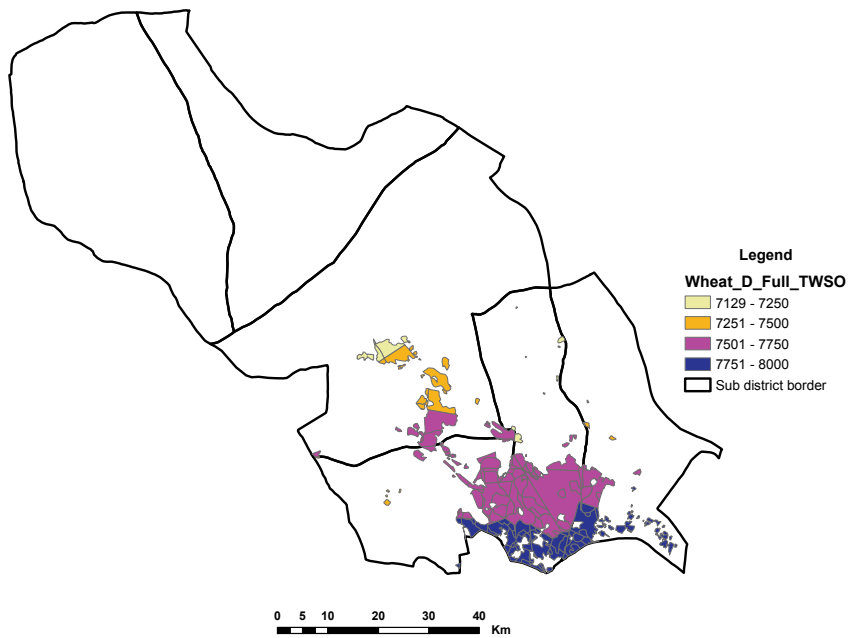 Legend
Wheat_D_Full_TWSO
7129 - 7250
7251 - 7500
7501 - 7750
7751 - 8000
Sub district border
0 5 10 20 30 40
Km